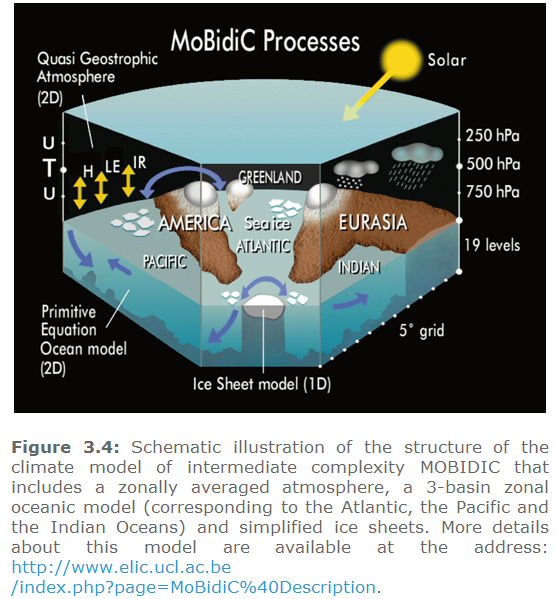 MoBidiC Processes
Quasi Geostrophic
Atmosphere
(2D)
Solar
U
T
U
H
LE
IR
GREENLAND
250 hPa
500 hPa
750 hPa
AMERICA
Sea ice
ATLANTIC
EURASIA
PACIFIC
INDIAN
19 levels
Primitive
Equation
Ocean model
(2D)
5° grid
Ice Sheet model (1D)
Figure 3.4: Schematic illustration of the structure of the
climate model of intermediate complexity MOBIDIC that
includes a zonally averaged atmosphere, a 3-basin zonal
oceanic model (corresponding to the Atlantic, the Pacific and
the Indian Oceans) and simplified ice sheets. More details
about this model are available at the address:
http://www.elic.ucl.ac.be
/index.php?page=MoBidiC%40Description.